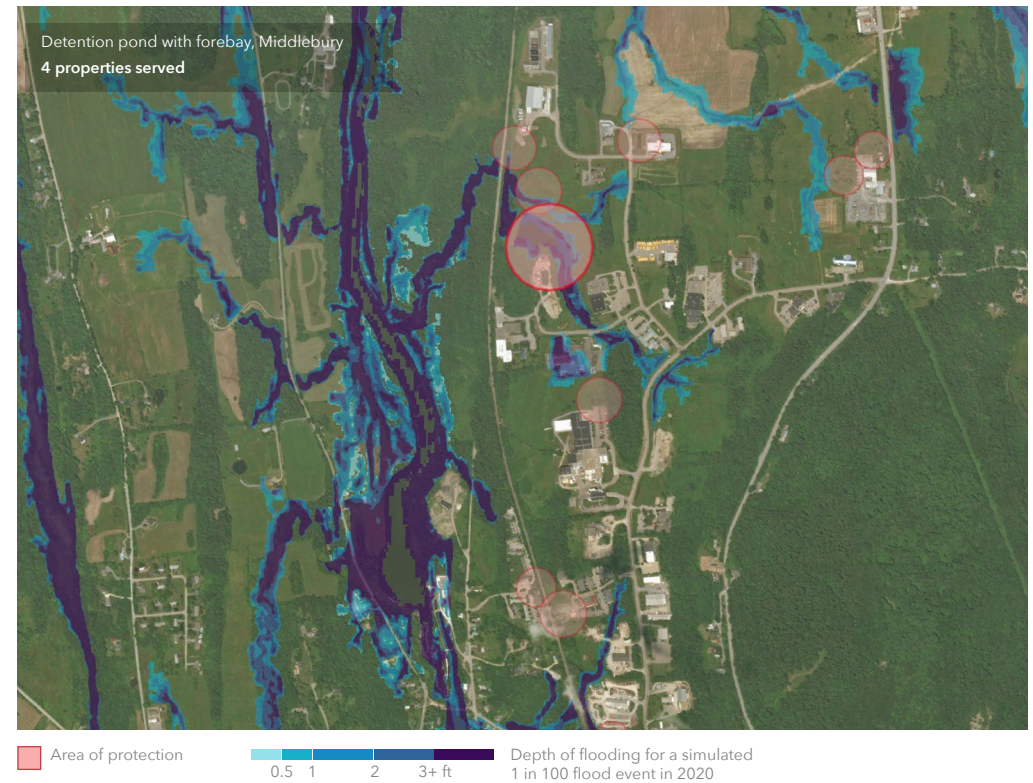 Detention pond with forebay, Middlebury
4 properties served
Area of protection
0.5 1 2 3+ ft
Depth of flooding for a simulated
1 in 100 flood event in 2020